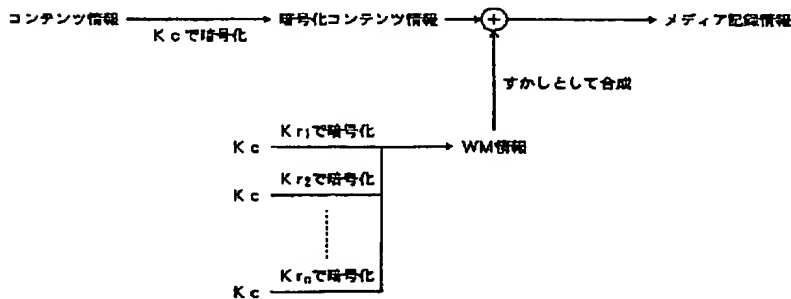 コンテンツ情報
Kcで暗号化
暗号化コンテンツ情報
+
メディア記録情報
すかしとして合成
Kc
Kr₁で暗号化
WM情報
Kc
Kr₂で暗号化
Kc
Krₙで暗号化